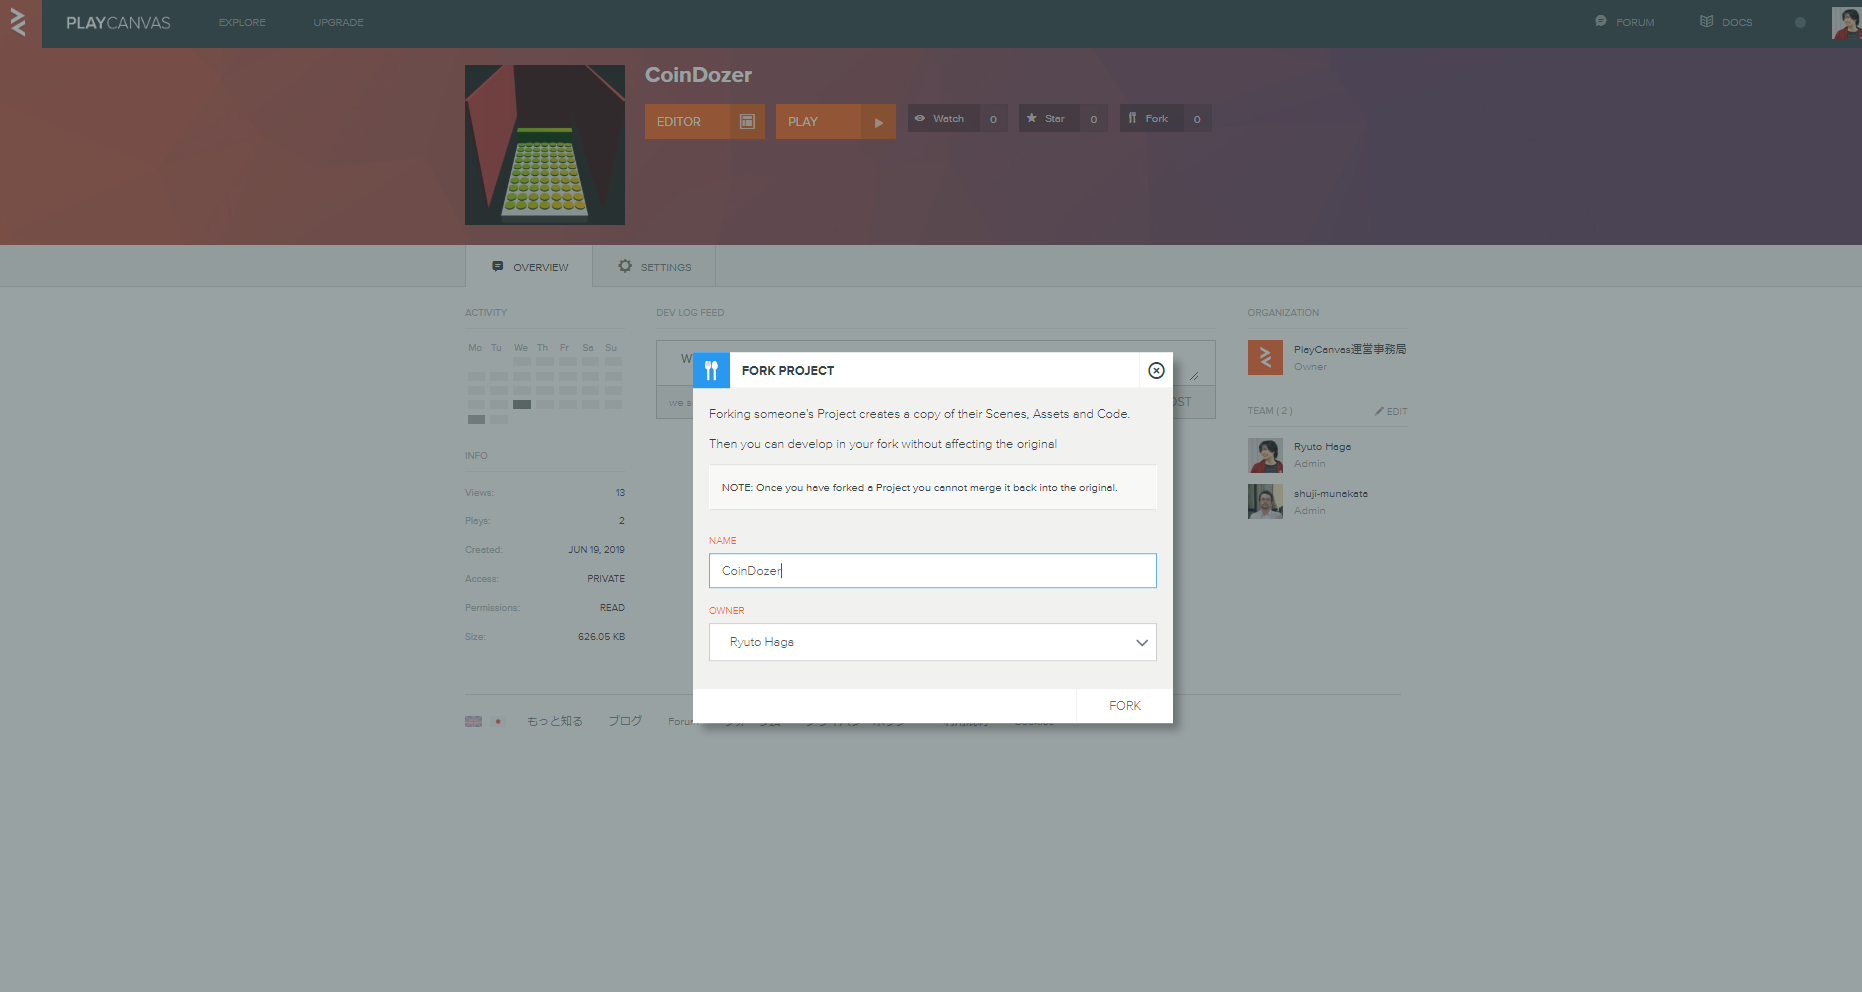 PLAYCANVAS
EXPLORE
UPGRADE
FORUM
DOCS
CoinDozer
EDITOR
PLAY
Watch 0
Star 0
Fork 0
OVERVIEW
SETTINGS
ACTIVITY
Mo Tu We Th Fr Sa Su
INFO
Views: 13
Plays: 2
Created: JUN 19, 2019
Access: PRIVATE
Permissions: READ
Size: 626.05 KB
DEV LOG FEED
FORK PROJECT
Forking someone's Project creates a copy of their Scenes, Assets and Code.
Then you can develop in your fork without affecting the original
NOTE: Once you have forked a Project you cannot merge it back into the original.
NAME
CoinDozer
OWNER
Ryuto Haga
FORK
ORGANIZATION
PlayCanvas運営事務局
Owner
TEAM ( 2 )
EDIT
Ryuto Haga
Admin
shuji-munakata
Admin
もっと知る
ブログ